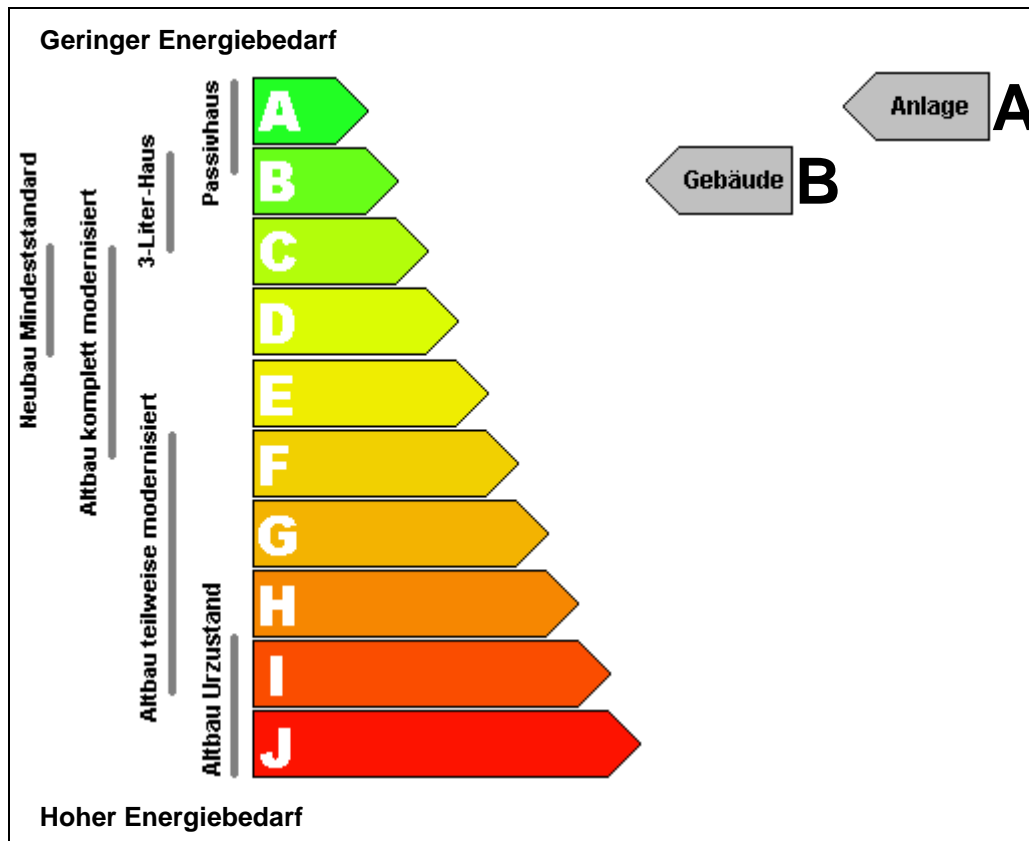 Geringer Energiebedarf
Neubau Mindeststandard
Altbau komplett modernisiert
3-Liter-Haus
Altbau teilweise modernisiert
Passivhaus
Altbau Urzustand
A
B
C
D
E
F
G
H
I
J
Anlage A
Gebäude B
Hoher Energiebedarf